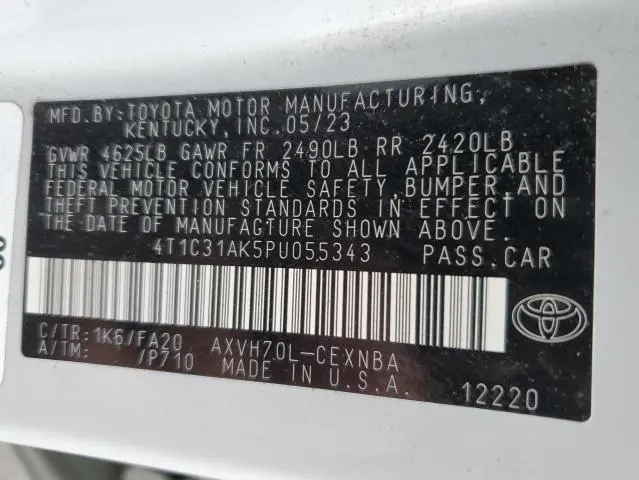 MFD.BY:TOYOTA MOTOR MANUFACTURING,
KENTUCKY,INC.05/23
GVWR 4625LB GAWR FR 2490LB RR 2420LB
THIS VEHICLE CONFORMS TO ALL APPLICABLE
FEDERAL MOTOR VEHICLE SAFETY,BUMPER,AND
THEFT PREVENTION STANDARDS IN EFFECT ON
THE DATE OF MANUFACTURE SHOWN ABOVE.
4T1C31AK5PU055343 PASS.CAR
C/TR:1K6/FA20 AXVH70L-CEXNBA
A/TM: /P710 MADE IN U.S.A.
12220